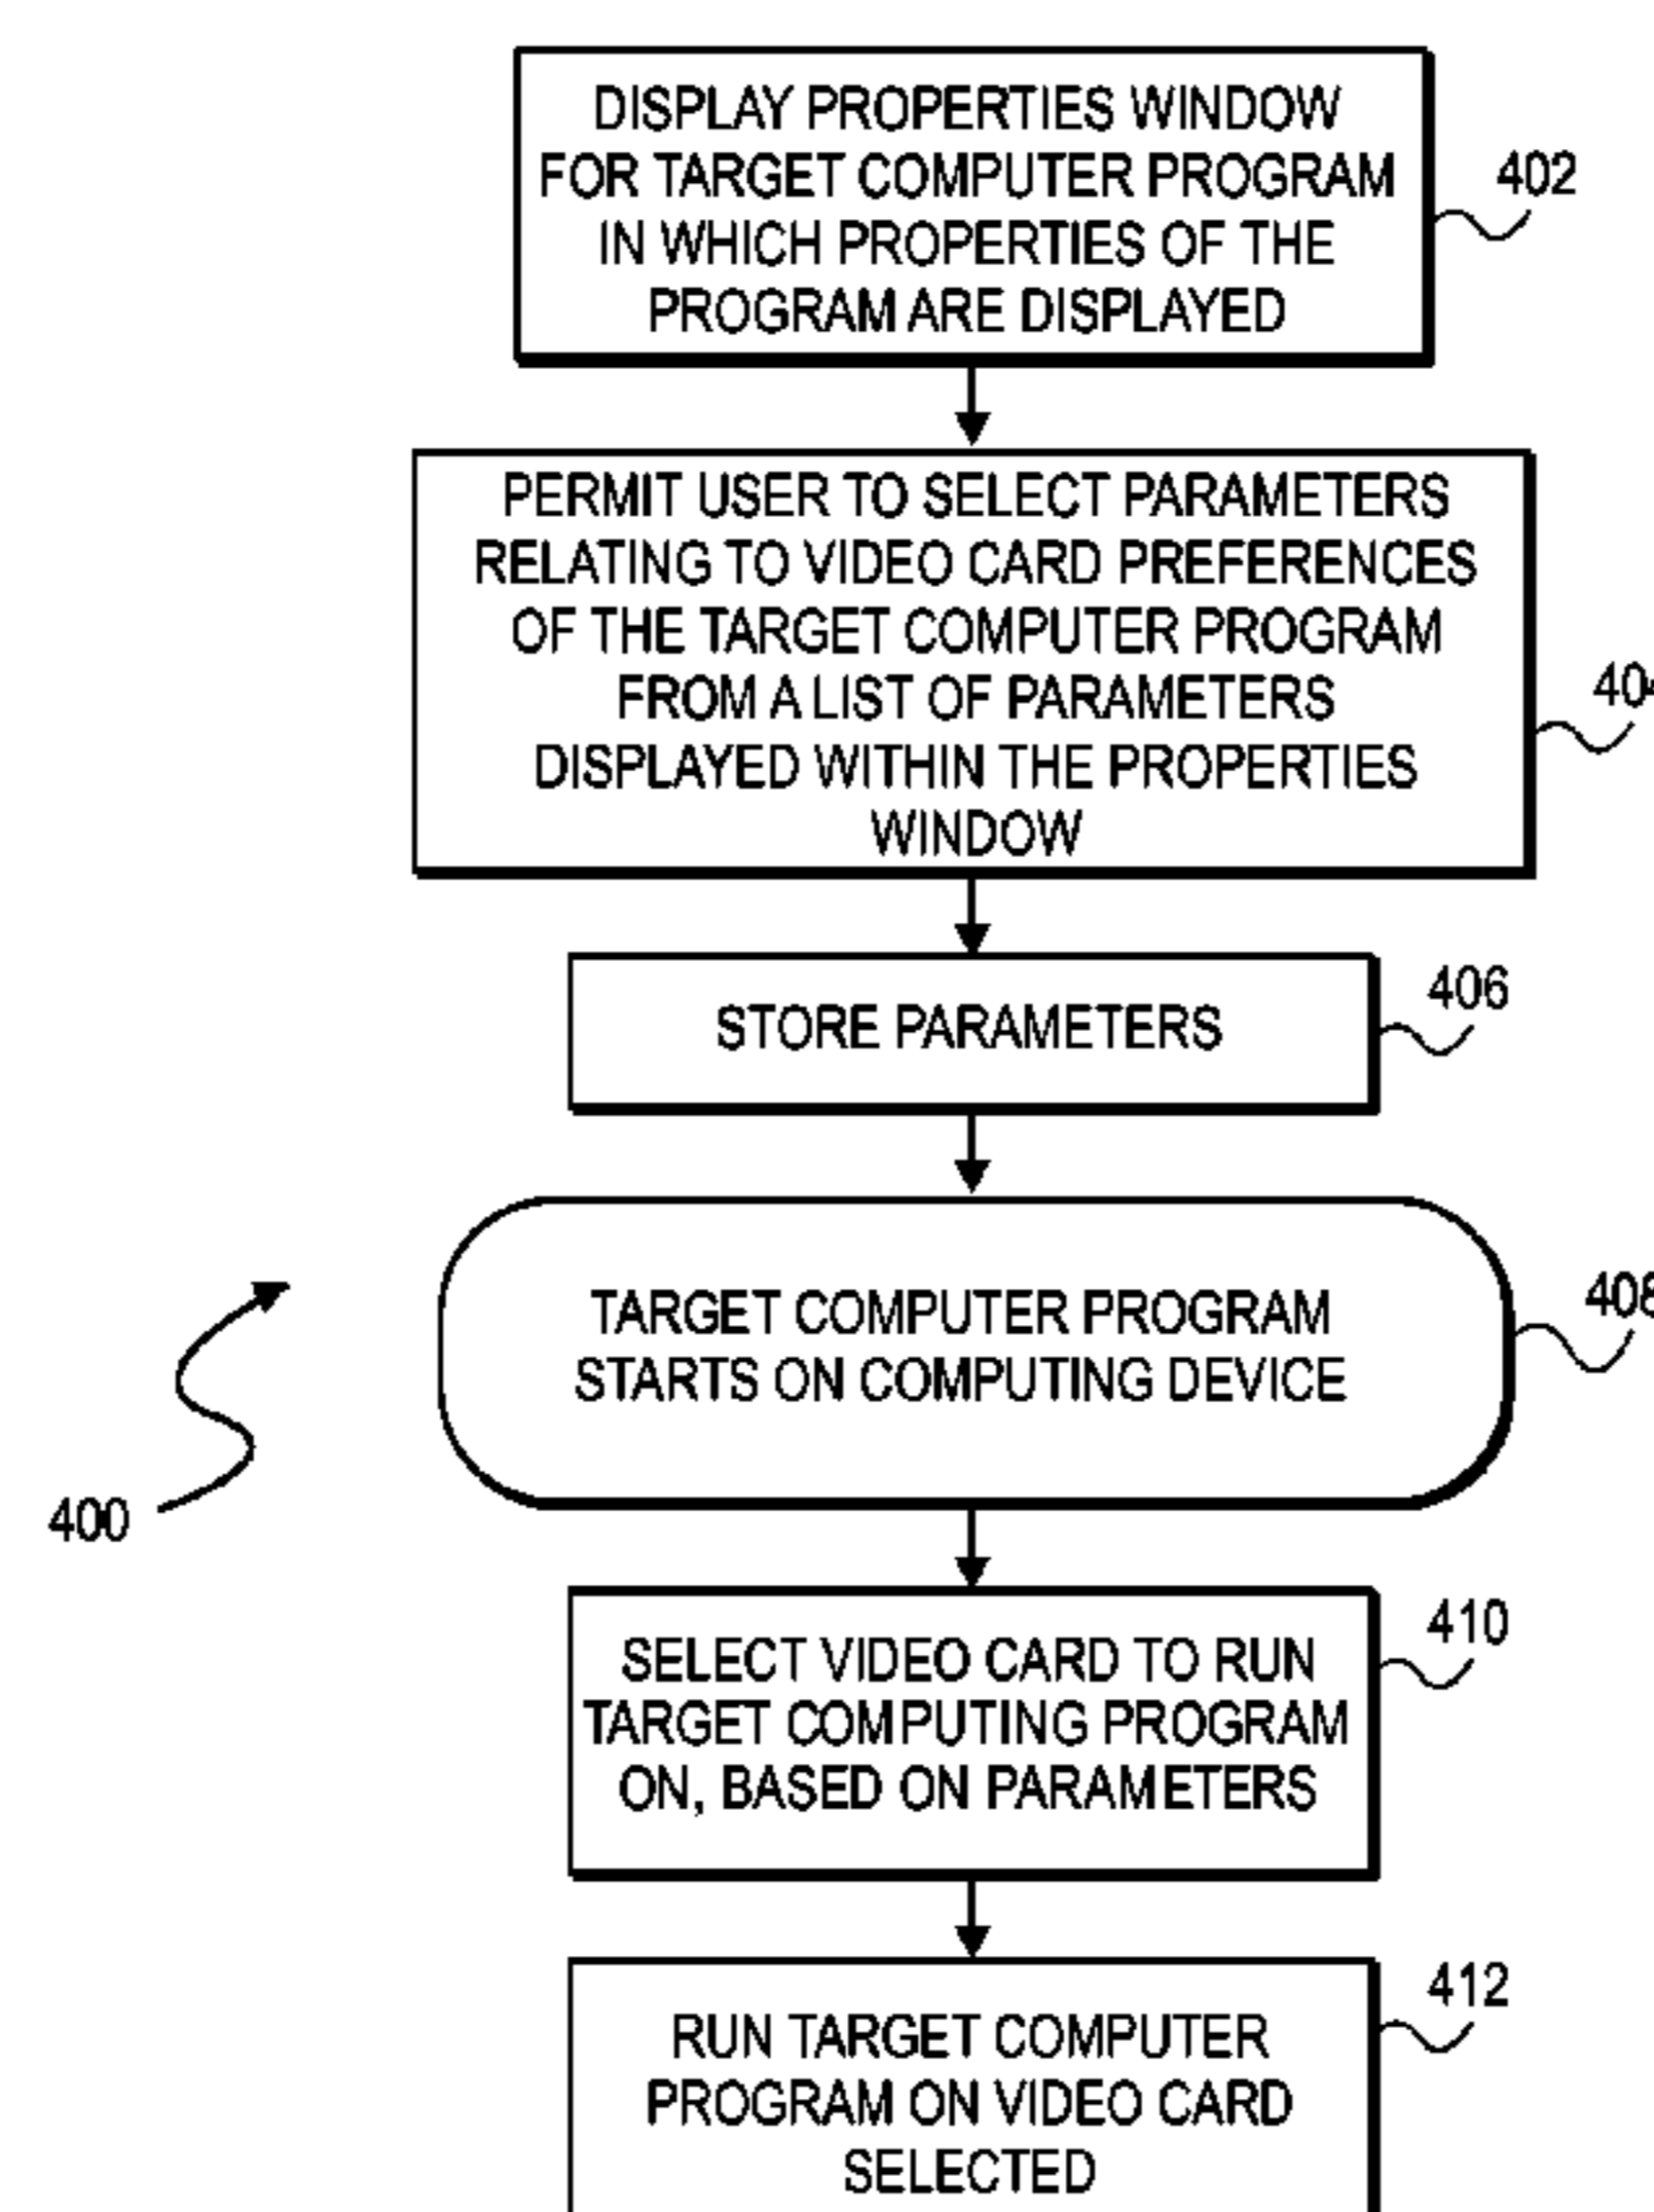 DISPLAY PROPERTIES WINDOW
FOR TARGET COMPUTER PROGRAM
IN WHICH PROPERTIES OF THE
PROGRAM ARE DISPLAYED
402
PERMIT USER TO SELECT PARAMETERS
RELATING TO VIDEO CARD PREFERENCES
OF THE TARGET COMPUTER PROGRAM
FROM A LIST OF PARAMETERS
DISPLAYED WITHIN THE PROPERTIES
WINDOW
404
STORE PARAMETERS
406
TARGET COMPUTER PROGRAM
STARTS ON COMPUTING DEVICE
408
400
SELECT VIDEO CARD TO RUN
TARGET COMPUTING PROGRAM
ON, BASED ON PARAMETERS
410
RUN TARGET COMPUTER
PROGRAM ON VIDEO CARD
SELECTED
412